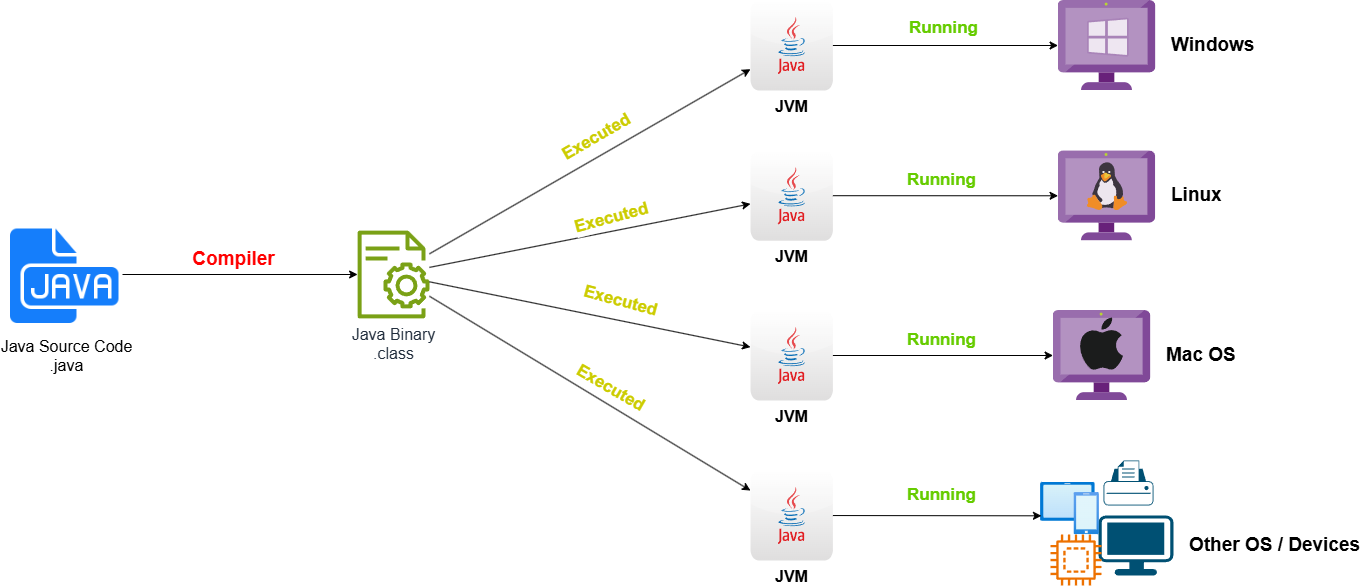 Running
Windows
Java
JVM
Executed
Running
Linux
Java
Executed
JVM
Compiler
JAVA
Java Source Code
.java
Java Binary
.class
Executed
Running
Mac OS
Java
JVM
Executed
Running
Java
Other OS / Devices
JVM